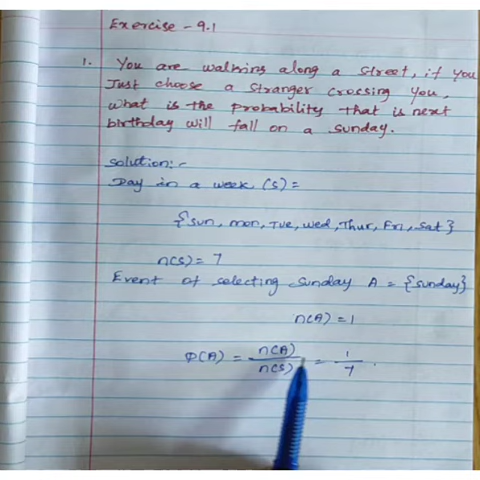 Exercise - 9.1
1. You are walking along a street, if you
Just choose a stranger crocsing you,
what is the probability that is next
birthday will fall on a sunday.
solution:-
Day in a week (s) =
{sun, mon, Tue, wed, Thur, Fri, Sat}
n(s) = 7
Event of selecting sunday A = {sunday}
n(A) = 1
P(A) = n(A)/n(s) = 1/7.